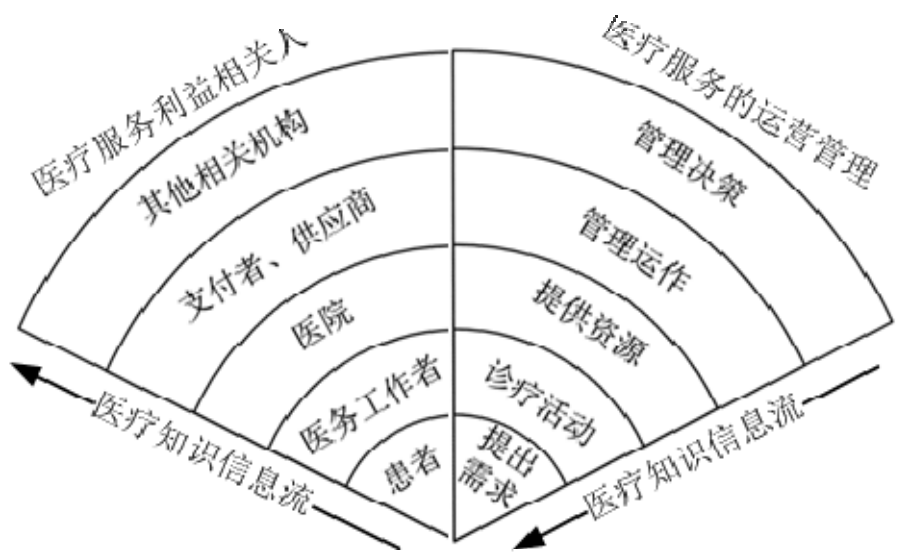 医疗服务利益相关人
医疗服务的运营管理
其他相关机构
管理决策
支付者、供应商
管理运作
医院
提供资源
医务工作者
诊疗活动
患者
提出
需求
医疗知识信息流
医疗知识信息流